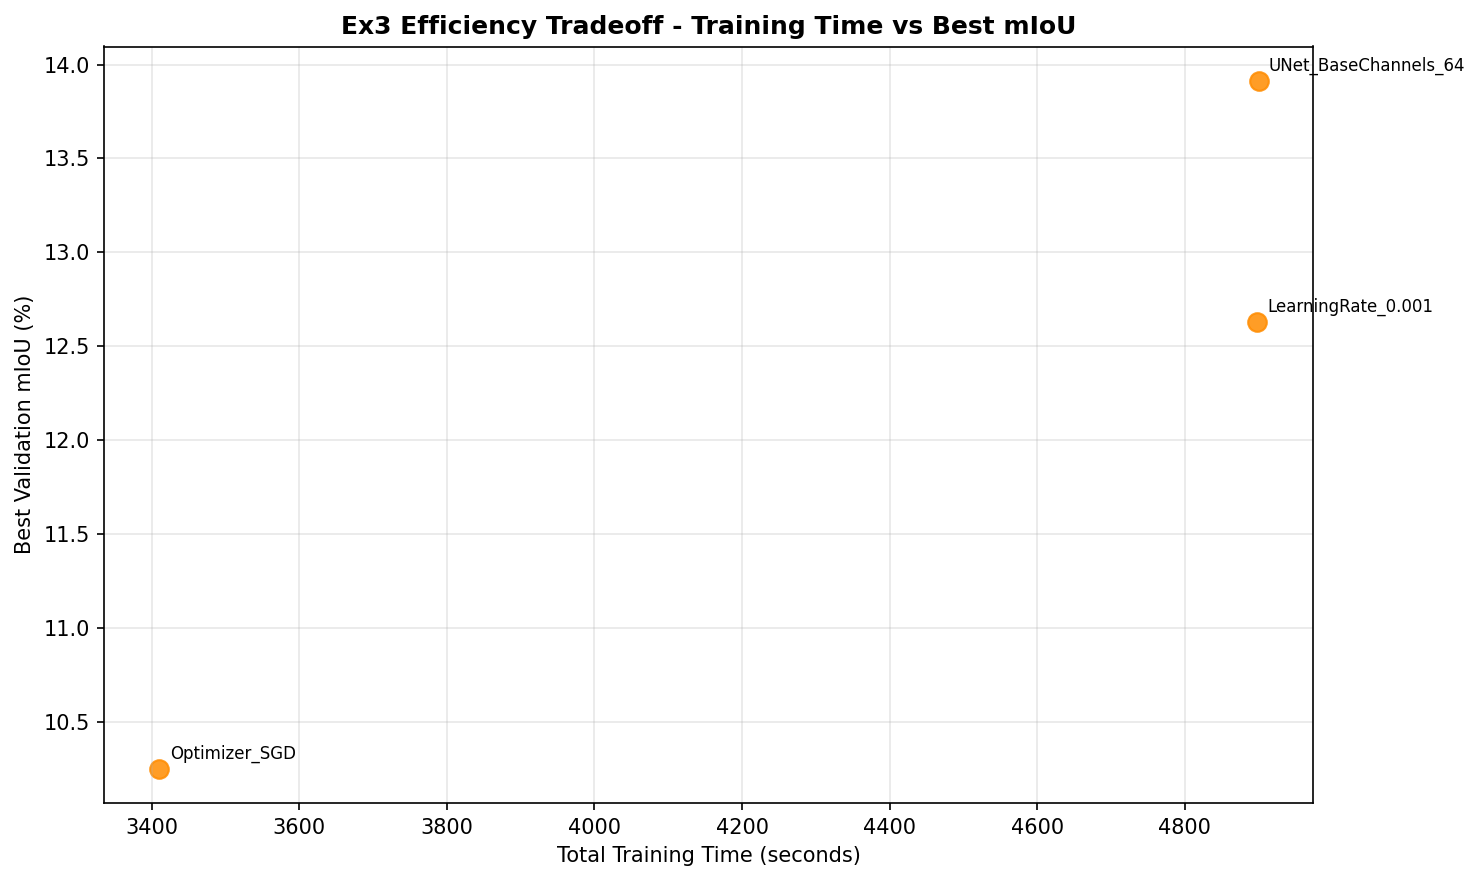 Ex3 Efficiency Tradeoff - Training Time vs Best mIoU
Best Validation mIoU (%)
14.0
13.5
13.0
12.5
12.0
11.5
11.0
10.5
UNet_BaseChannels_64
LearningRate_0.001
Optimizer_SGD
3400 3600 3800 4000 4200 4400 4600 4800
Total Training Time (seconds)